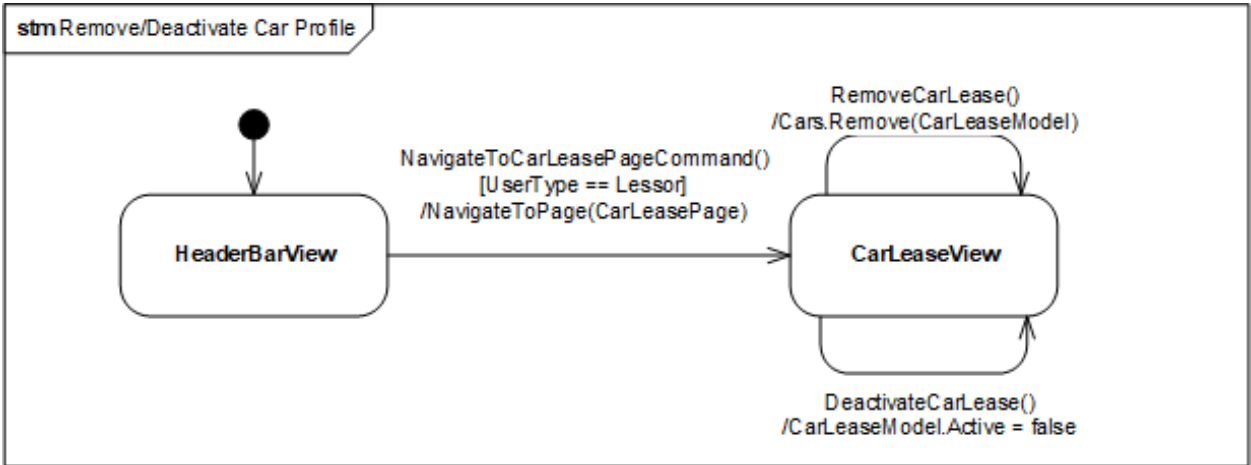 stm Remove/Deactivate Car Profile
RemoveCarLease()
/Cars.Remove(CarLeaseModel)
NavigateToCarLeasePageCommand()
[UserType == Lessor]
/NavigateToPage(CarLeasePage)
HeaderBarView
CarLeaseView
DeactivateCarLease()
/CarLeaseModel.Active = false